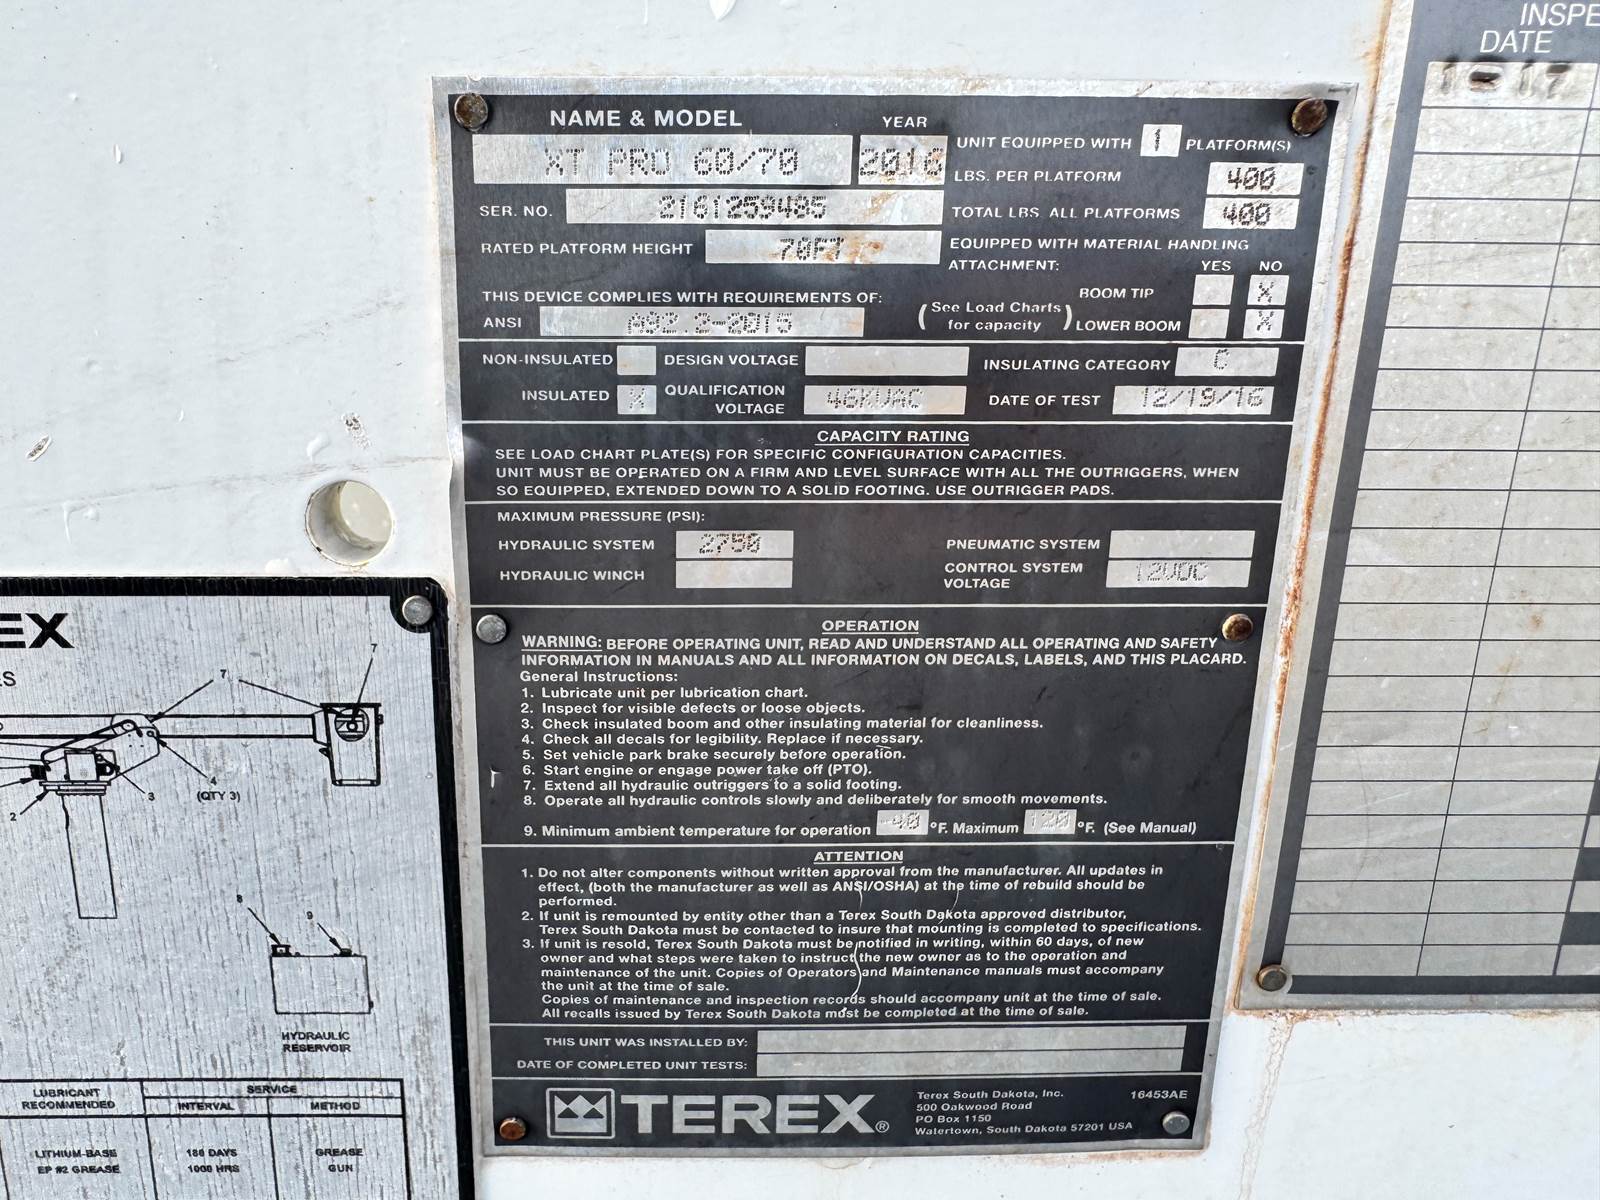 INSPE
DATE
1-17
NAME & MODEL
XT PRO 60/70
YEAR
2016
UNIT EQUIPPED WITH 1 PLATFORM(S)
LBS. PER PLATFORM 400
SER. NO. 2161259485
TOTAL LBS. ALL PLATFORMS 400
RATED PLATFORM HEIGHT 70FT
EQUIPPED WITH MATERIAL HANDLING
ATTACHMENT:
YES NO
BOOM TIP X
LOWER BOOM X
(See Load Charts
for capacity)
THIS DEVICE COMPLIES WITH REQUIREMENTS OF:
ANSI A92.2-2015
NON-INSULATED
DESIGN VOLTAGE
INSULATING CATEGORY C
INSULATED X
QUALIFICATION
VOLTAGE 46KVAC
DATE OF TEST 12/19/16
CAPACITY RATING
SEE LOAD CHART PLATE(S) FOR SPECIFIC CONFIGURATION CAPACITIES.
UNIT MUST BE OPERATED ON A FIRM AND LEVEL SURFACE WITH ALL THE OUTRIGGERS, WHEN
SO EQUIPPED, EXTENDED DOWN TO A SOLID FOOTING. USE OUTRIGGER PADS.
MAXIMUM PRESSURE (PSI):
HYDRAULIC SYSTEM 2750
PNEUMATIC SYSTEM
HYDRAULIC WINCH
CONTROL SYSTEM
VOLTAGE 12VDC
OPERATION
WARNING: BEFORE OPERATING UNIT, READ AND UNDERSTAND ALL OPERATING AND SAFETY
INFORMATION IN MANUALS AND ALL INFORMATION ON DECALS, LABELS, AND THIS PLACARD.
General Instructions:
1. Lubricate unit per lubrication chart.
2. Inspect for visible defects or loose objects.
3. Check insulated boom and other insulating material for cleanliness.
4. Check all decals for legibility. Replace if necessary.
5. Set vehicle park brake securely before operation.
6. Start engine or engage power take off (PTO).
7. Extend all hydraulic outriggers to a solid footing.
8. Operate all hydraulic controls slowly and deliberately for smooth movements.
9. Minimum ambient temperature for operation -40 °F. Maximum 120 °F. (See Manual)
ATTENTION
1. Do not alter components without written approval from the manufacturer. All updates in
effect, (both the manufacturer as well as ANSI/OSHA) at the time of rebuild should be
performed.
2. If unit is remounted by entity other than a Terex South Dakota approved distributor,
Terex South Dakota must be contacted to insure that mounting is completed to specifications.
3. If unit is resold, Terex South Dakota must be notified in writing, within 60 days, of new
owner and what steps were taken to instruct the new owner as to the operation and
maintenance of the unit. Copies of Operators and Maintenance manuals must accompany
the unit at the time of sale.
Copies of maintenance and inspection records should accompany unit at the time of sale.
All recalls issued by Terex South Dakota must be completed at the time of sale.
THIS UNIT WAS INSTALLED BY:
DATE OF COMPLETED UNIT TESTS:
TEREX®
Terex South Dakota, Inc.
500 Oakwood Road
PO Box 1150
Watertown, South Dakota 57201 USA
16453AE
EX
ES
7
7
4
(QTY 3)
3
2
8
9
HYDRAULIC
RESERVOIR
LUBRICANT
RECOMMENDED
SERVICE
INTERVAL
METHOD
LITHIUM-BASE
EP #2 GREASE
180 DAYS
1000 HRS
GREASE
GUN